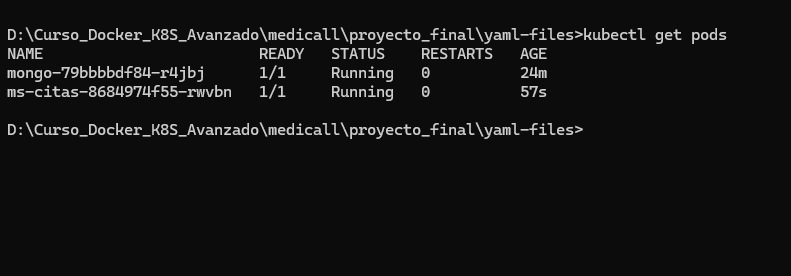 D:\Curso_Docker_K8S_Avanzado\medicall\proyecto_final\yaml-files>kubectl get pods
NAME                        READY   STATUS    RESTARTS   AGE
mongo-79bbbbdf84-r4jbj      1/1     Running   0          24m
ms-citas-8684974f55-rwvbn   1/1     Running   0          57s
D:\Curso_Docker_K8S_Avanzado\medicall\proyecto_final\yaml-files>